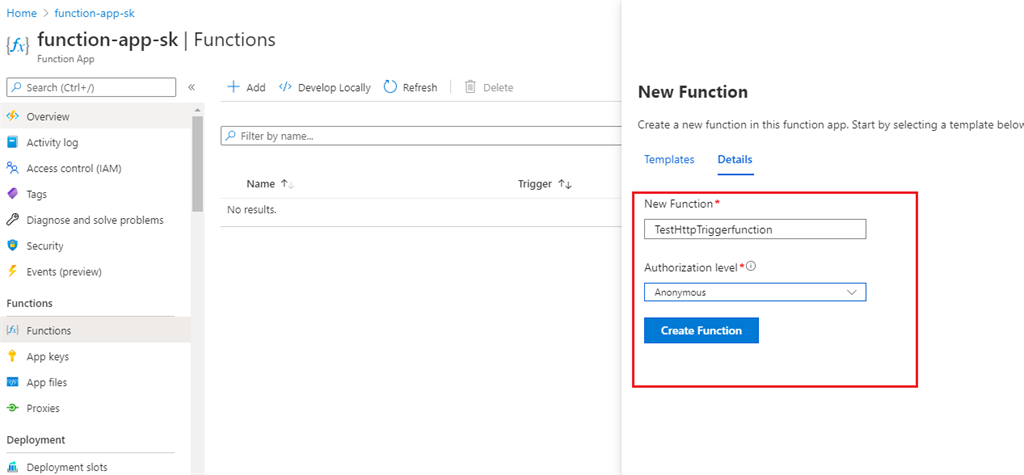 Home > function-app-sk
{fx} function-app-sk | Functions
Function App
Search (Ctrl+/) «
Overview
Activity log
Access control (IAM)
Tags
Diagnose and solve problems
Security
Events (preview)
Functions
{fx} Functions
App keys
App files
Proxies
Deployment
Deployment slots
+ Add </> Develop Locally Refresh Delete
Filter by name...
Name ↑↓ Trigger ↑↓
No results.
New Function
Create a new function in this function app. Start by selecting a template below
Templates Details
New Function *
TestHttpTriggerfunction
Authorization level *
Anonymous
Create Function